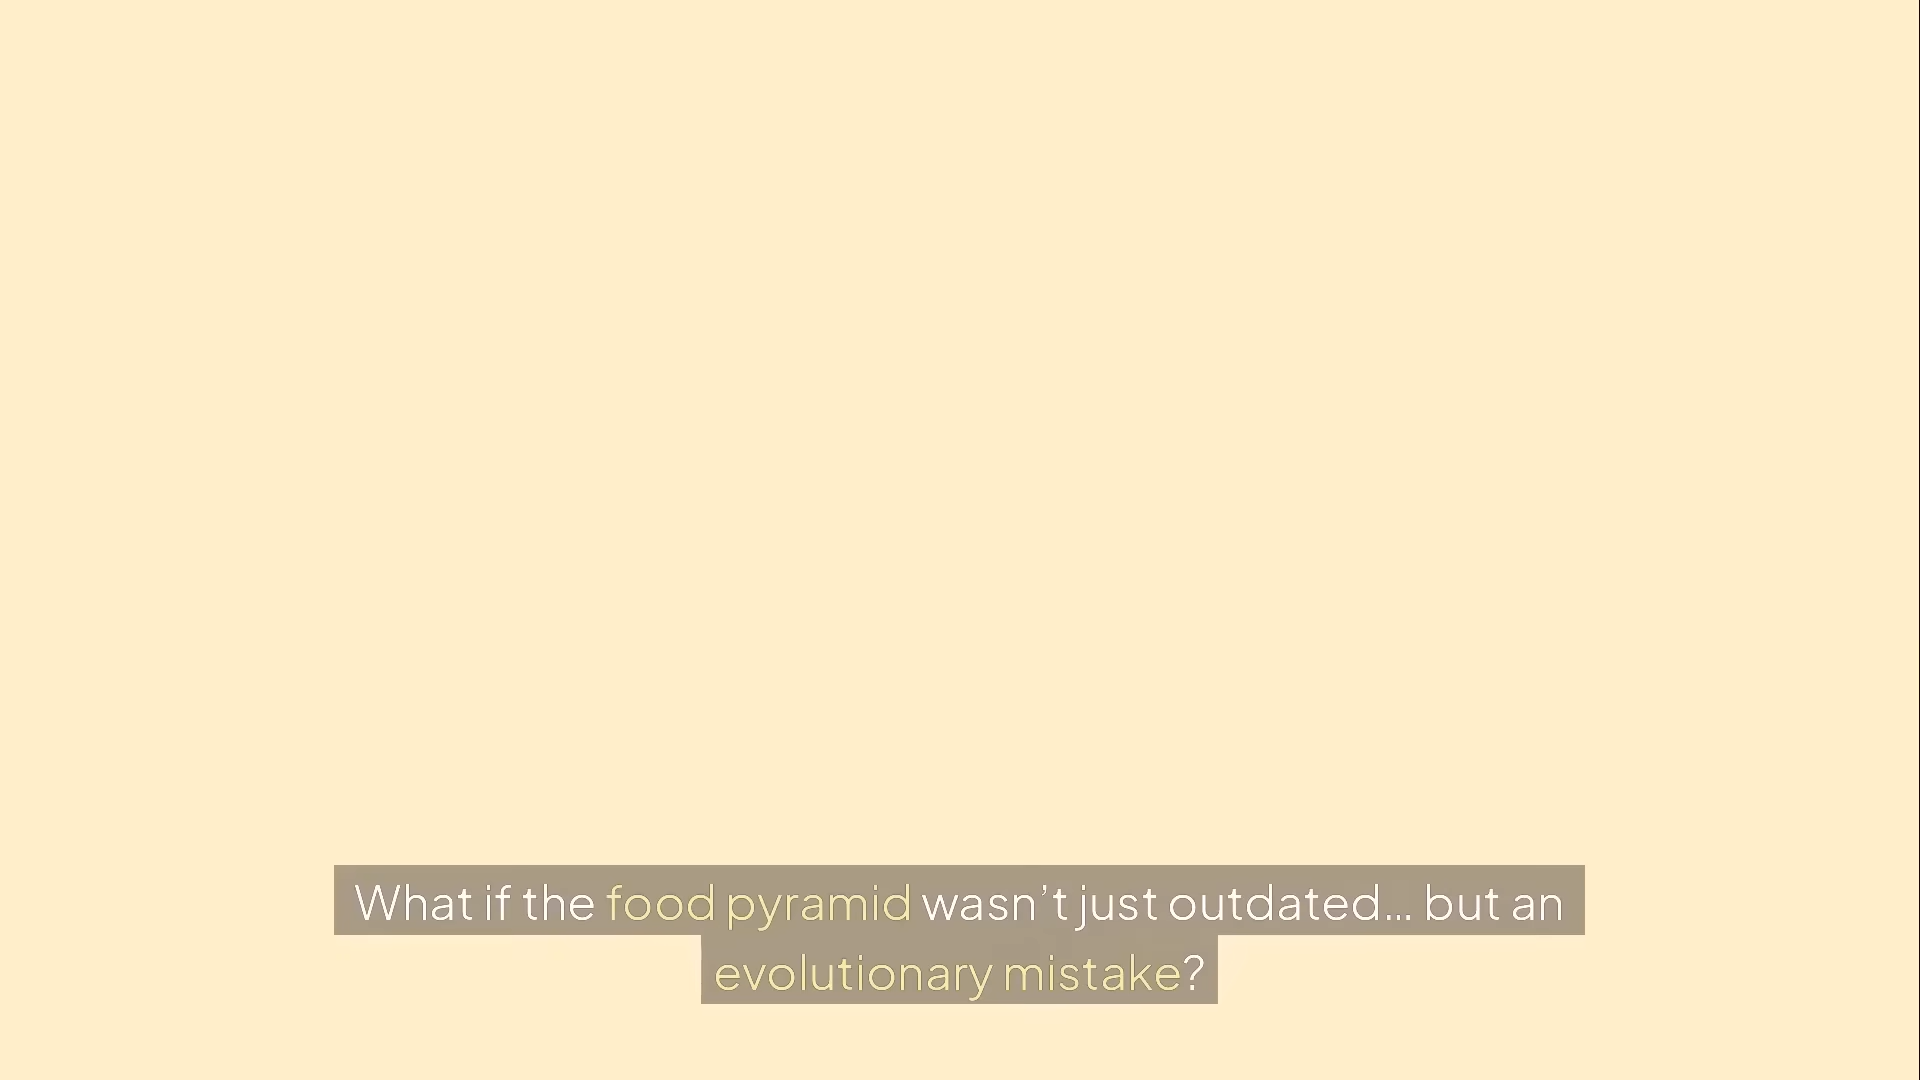 What if the food pyramid wasn’t just outdated... but an
evolutionary mistake?